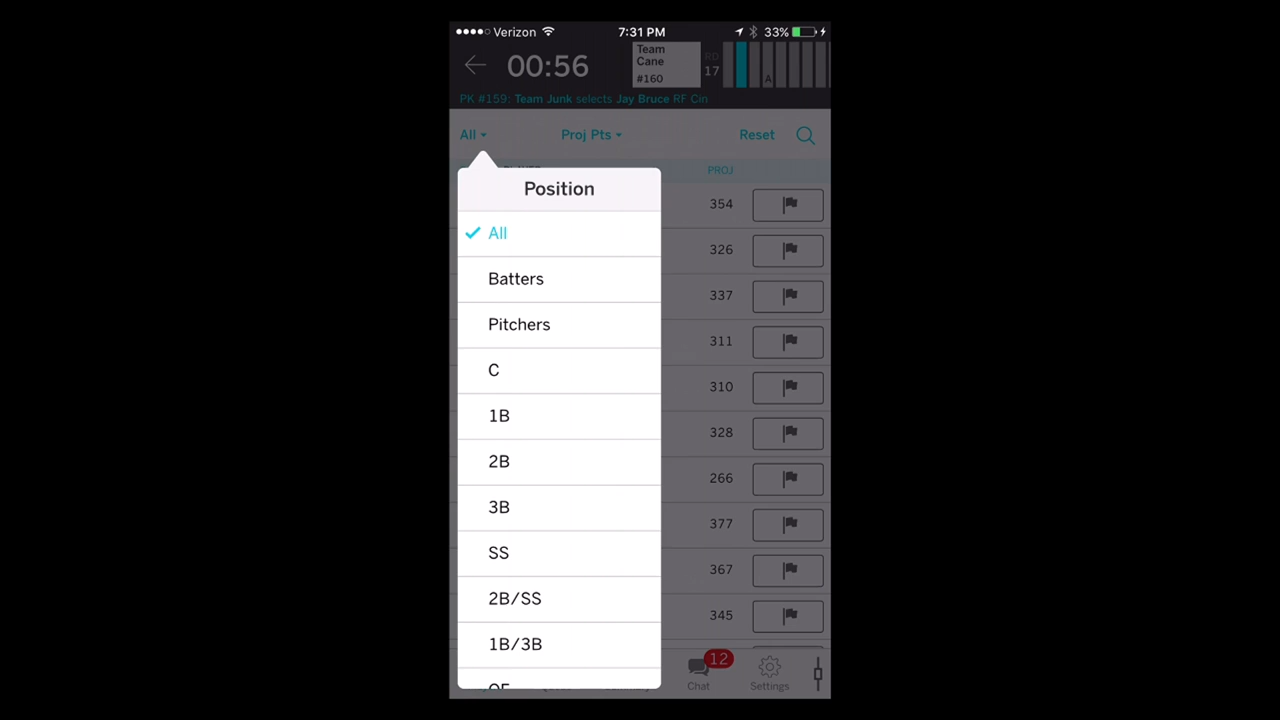 Verizon 7:31 PM 33%
00:56 Team Cane #160 RD 17 A
PK #159: Team Junk selects Jay Bruce RF Cin
All Proj Pts Reset
PROJ
Position
All 354
Batters 326
Pitchers 337
C 311
1B 310
2B 328
3B 266
SS 377
2B/SS 367
1B/3B 345
12
Chat Settings